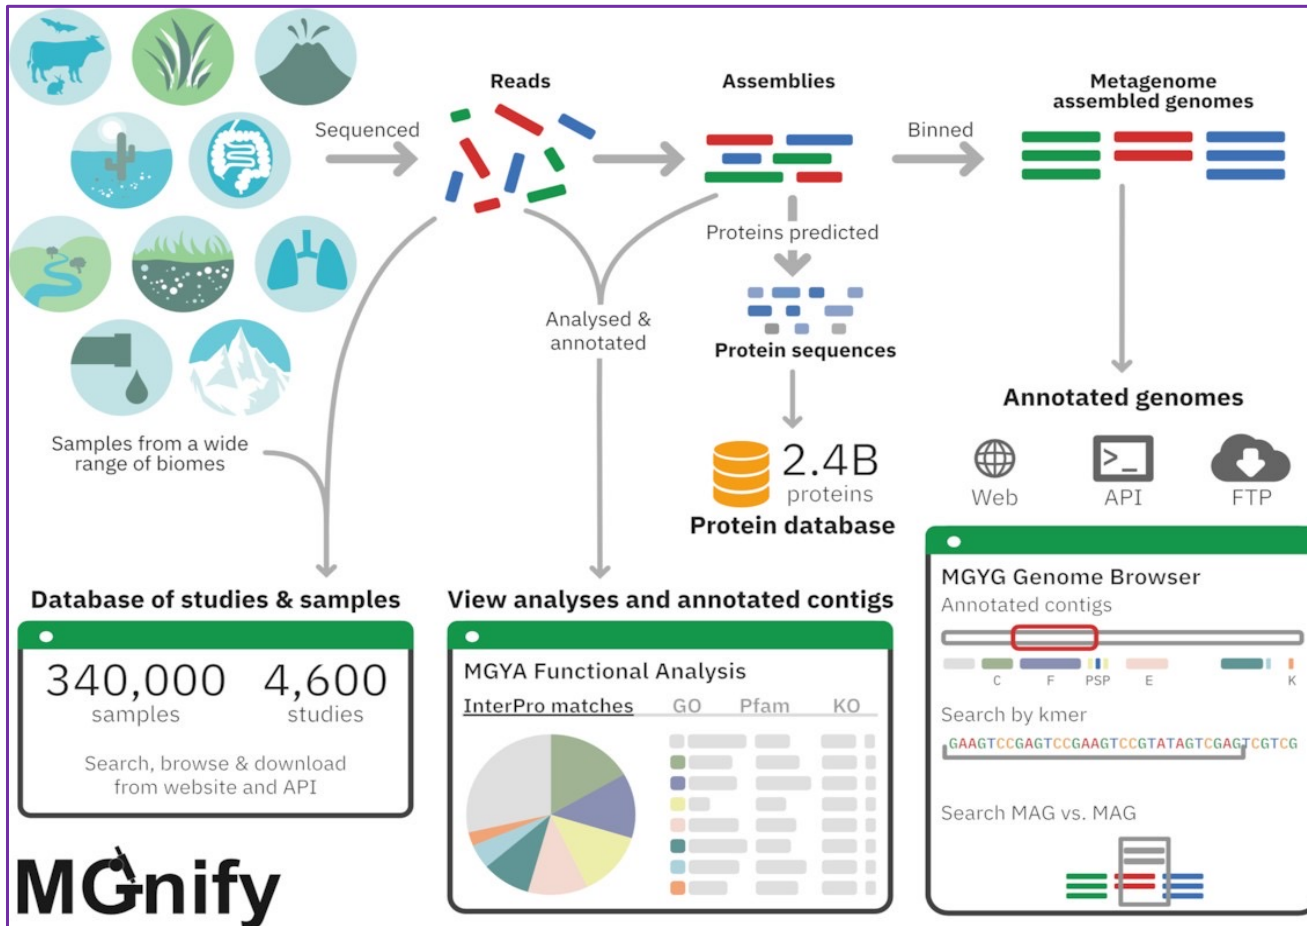 Reads
Assemblies
Metagenome
assembled genomes
Sequenced
Binned
Proteins predicted
Analysed &
annotated
Protein sequences
Samples from a wide
range of biomes
2.4B
proteins
Protein database
Annotated genomes
Web
API
FTP
Database of studies & samples
340,000
samples
4,600
studies
Search, browse & download
from website and API
View analyses and annotated contigs
MGYA Functional Analysis
InterPro matches GO Pfam KO
MGYG Genome Browser
Annotated contigs
C F PSP E K
Search by kmer
GAAGTCCGAGTCCGAAGTCCGTATAGTCGAGTCGTCG
Search MAG vs. MAG
MGnify